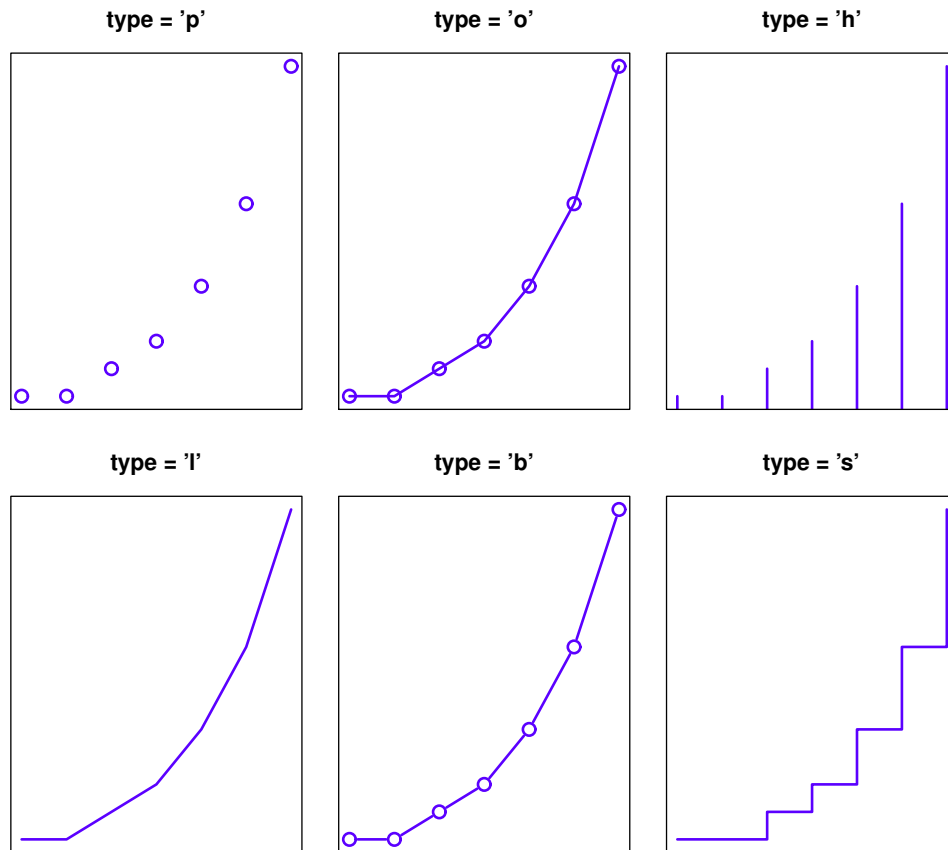 type = ’p’
type = ’o’
type = ’h’
type = ’l’
type = ’b’
type = ’s’